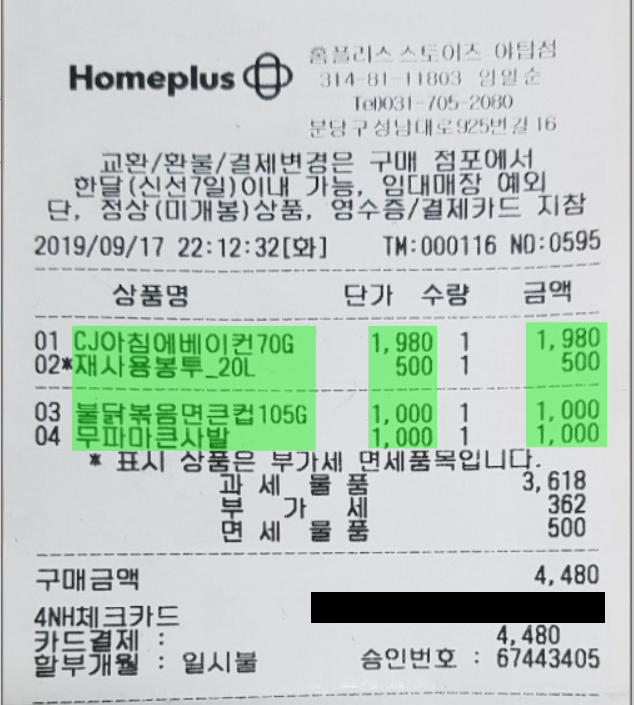 Homeplus
홈플러스스토어즈 야탑점
314-81-11803 임일순
Tel)031-705-2080
분당구성남대로925번길 16
교환/환불/결제변경은 구매 점포에서
한달(신선7일)이내 가능, 임대매장 예외
단, 정상(미개봉)상품, 영수증/결제카드 지참
2019/09/17 22:12:32[화] TM:000116 NO:0595
상품명 단가 수량 금액
01 CJ아침에베이컨70G 1,980 1 1,980
02*재사용봉투_20L 500 1 500
03 불닭볶음면큰컵105G 1,000 1 1,000
04 무파마큰사발 1,000 1 1,000
* 표시 상품은 부가세 면세품목입니다.
과 세 물 품 3,618
부 가 세 362
면 세 물 품 500
구매금액 4,480
4NH체크카드
카드결제 : 4,480
할부개월 : 일시불 승인번호 : 67443405